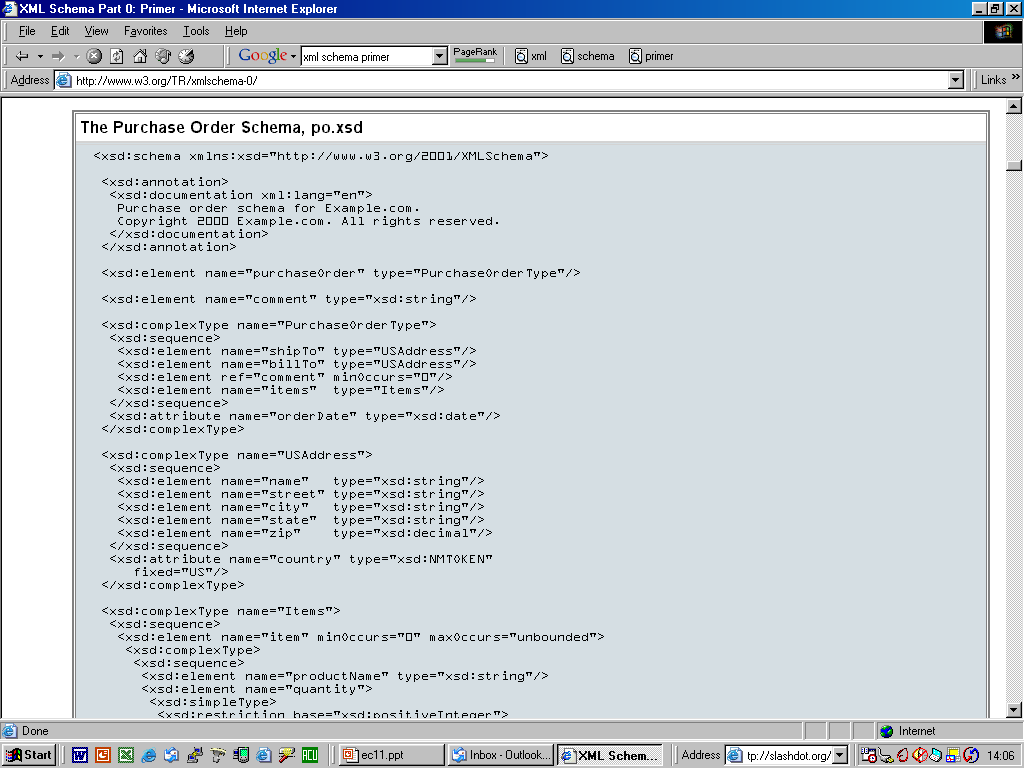 XML Schema Part 0: Primer - Microsoft Internet Explorer
File Edit View Favorites Tools Help
Google xml schema primer PageRank xml schema primer
Address http://www.w3.org/TR/xmlschema-0/ Links »
The Purchase Order Schema, po.xsd
<xsd:schema xmlns:xsd="http://www.w3.org/2001/XMLSchema">
<xsd:annotation>
<xsd:documentation xml:lang="en">
Purchase order schema for Example.com.
Copyright 2000 Example.com. All rights reserved.
</xsd:documentation>
</xsd:annotation>
<xsd:element name="purchaseOrder" type="PurchaseOrderType"/>
<xsd:element name="comment" type="xsd:string"/>
<xsd:complexType name="PurchaseOrderType">
<xsd:sequence>
<xsd:element name="shipTo" type="USAddress"/>
<xsd:element name="billTo" type="USAddress"/>
<xsd:element ref="comment" minOccurs="0"/>
<xsd:element name="items"  type="Items"/>
</xsd:sequence>
<xsd:attribute name="orderDate" type="xsd:date"/>
</xsd:complexType>
<xsd:complexType name="USAddress">
<xsd:sequence>
<xsd:element name="name"   type="xsd:string"/>
<xsd:element name="street" type="xsd:string"/>
<xsd:element name="city"   type="xsd:string"/>
<xsd:element name="state"  type="xsd:string"/>
<xsd:element name="zip"    type="xsd:decimal"/>
</xsd:sequence>
<xsd:attribute name="country" type="xsd:NMTOKEN"
fixed="US"/>
</xsd:complexType>
<xsd:complexType name="Items">
<xsd:sequence>
<xsd:element name="item" minOccurs="0" maxOccurs="unbounded">
<xsd:complexType>
<xsd:sequence>
<xsd:element name="productName" type="xsd:string"/>
<xsd:element name="quantity">
<xsd:simpleType>
<xsd:restriction base="xsd:positiveInteger">
Done Internet
Start ec11.ppt Inbox - Outlook... XML Schem... Address tp://slashdot.org/ 14:06